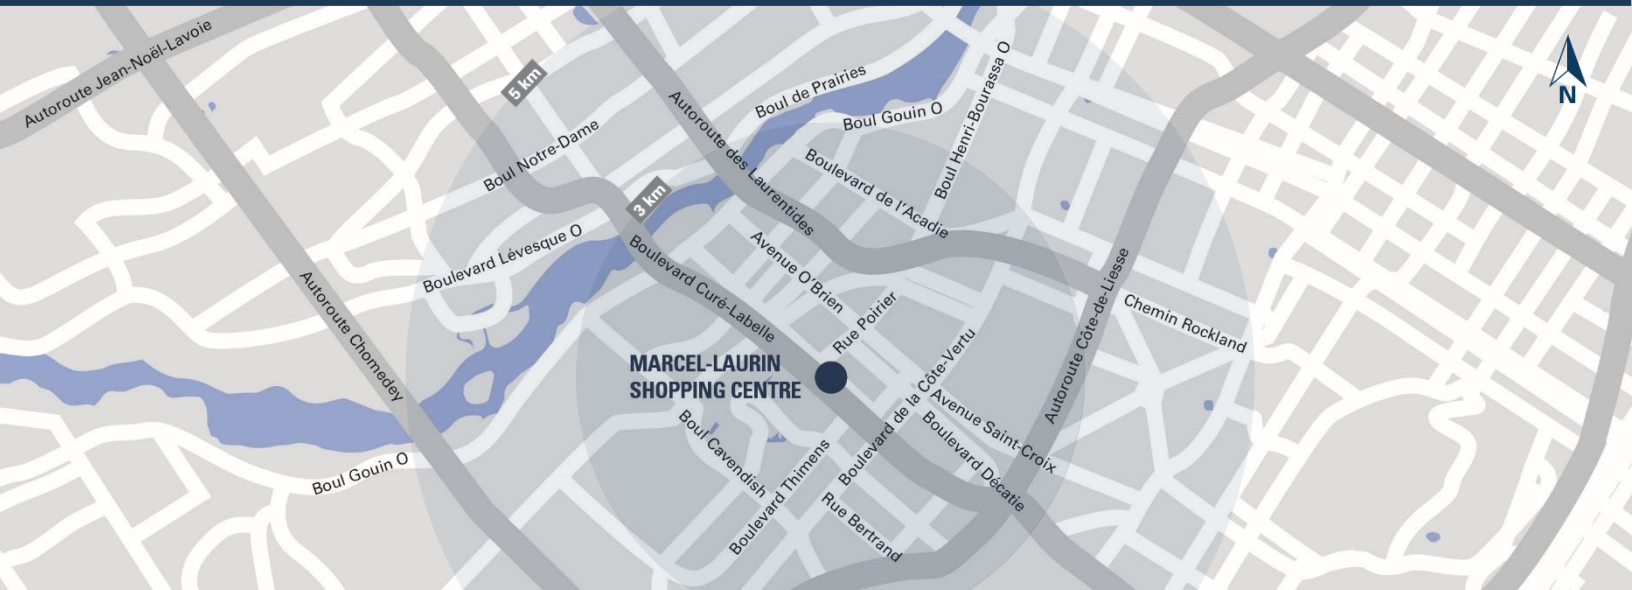 Autoroute Jean-Noël-Lavoie
5 km
Boul de Prairies
Boul Henri-Bourassa O
N
Autoroute des Laurentides
Boul Gouin O
Boul Notre-Dame
Boulevard de l'Acadie
3 km
Boulevard Lévesque O
Avenue O'Brien
Boulevard Curé-Labelle
Autoroute Chomedey
Rue Poirier
Autoroute Côte-de-Liesse
Chemin Rockland
MARCEL-LAURIN
SHOPPING CENTRE
Boulevard de la Côte-Vertu
Avenue Saint-Croix
Boulevard Décatie
Boul Cavendish
Boulevard Thimens
Boul Gouin O
Rue Bertrand